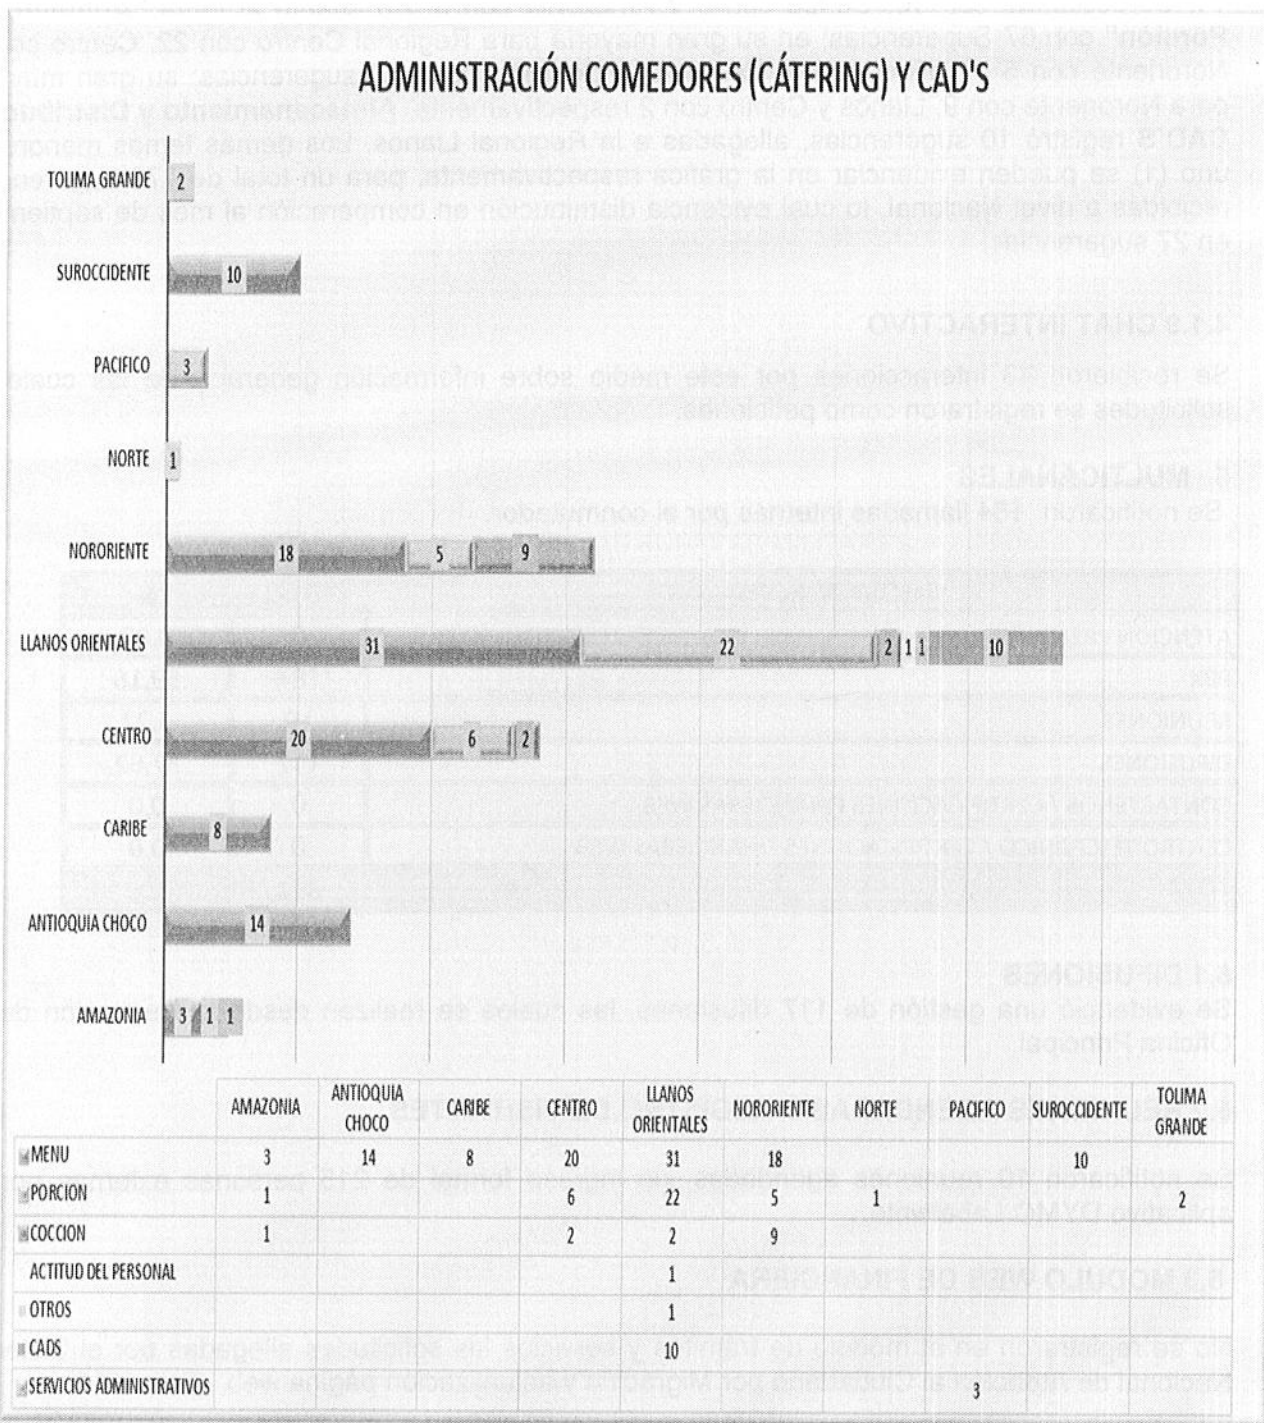 ADMINISTRACIÓN COMEDORES (CÁTERING) Y CAD'S
TOLIMA GRANDE 2
SUROCCIDENTE 10
PACIFICO 3
NORTE 1
NORORIENTE 18 5 9
LLANOS ORIENTALES 31 22 2 1 1 10
CENTRO 20 6 2
CARIBE 8
ANTIOQUIA CHOCO 14
AMAZONIA 3 1 1
AMAZONIA ANTIOQUIA CHOCO CARIBE CENTRO LLANOS ORIENTALES NORORIENTE NORTE PACIFICO SUROCCIDENTE TOLIMA GRANDE
MENU 3 14 8 20 31 18 10
PORCION 1 6 22 5 1 2
COCCION 1 2 2 9
ACTITUD DEL PERSONAL 1
OTROS 1
CADS 10
SERVICIOS ADMINISTRATIVOS 3